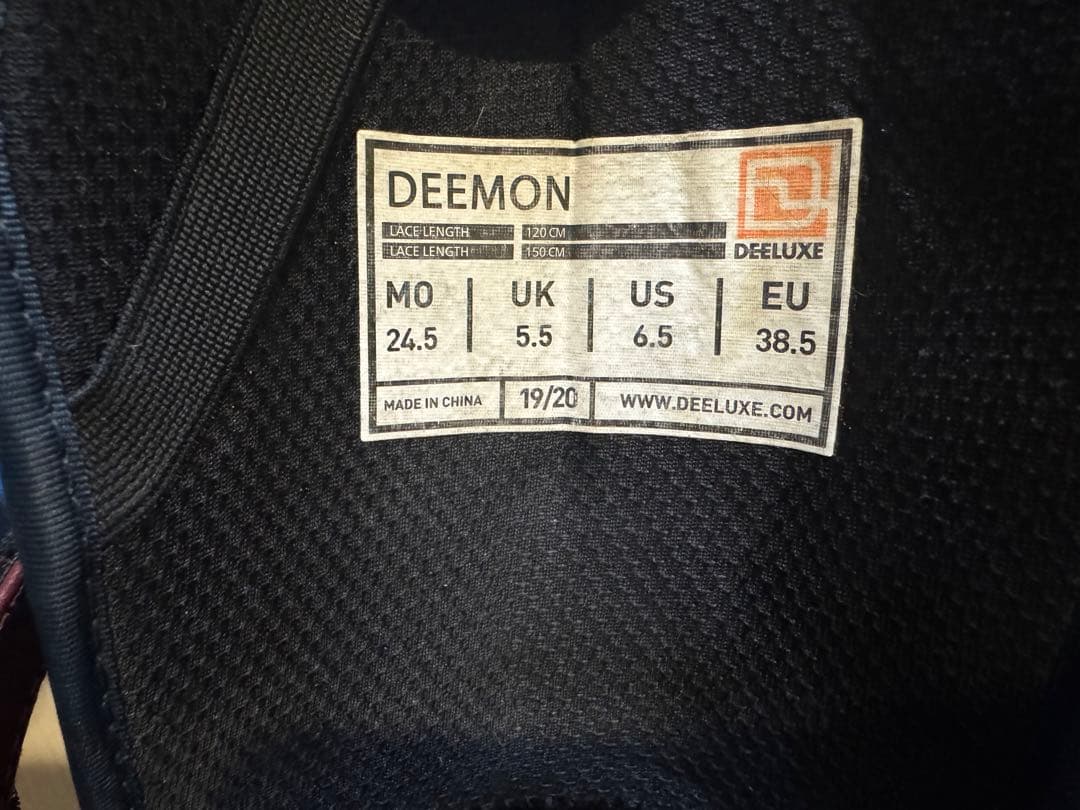 DEEMON
LACE LENGTH 120 CM
LACE LENGTH 150 CM
DEELUXE
MO UK US EU
24.5 5.5 6.5 38.5
MADE IN CHINA 19/20 WWW.DEELUXE.COM